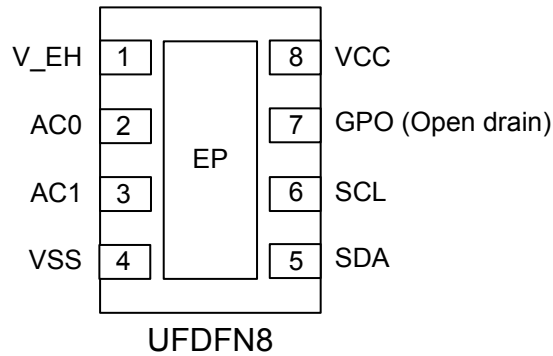 V_EH 1 8 VCC
AC0 2 7 GPO (Open drain)
EP
AC1 3 6 SCL
VSS 4 5 SDA
UFDFN8